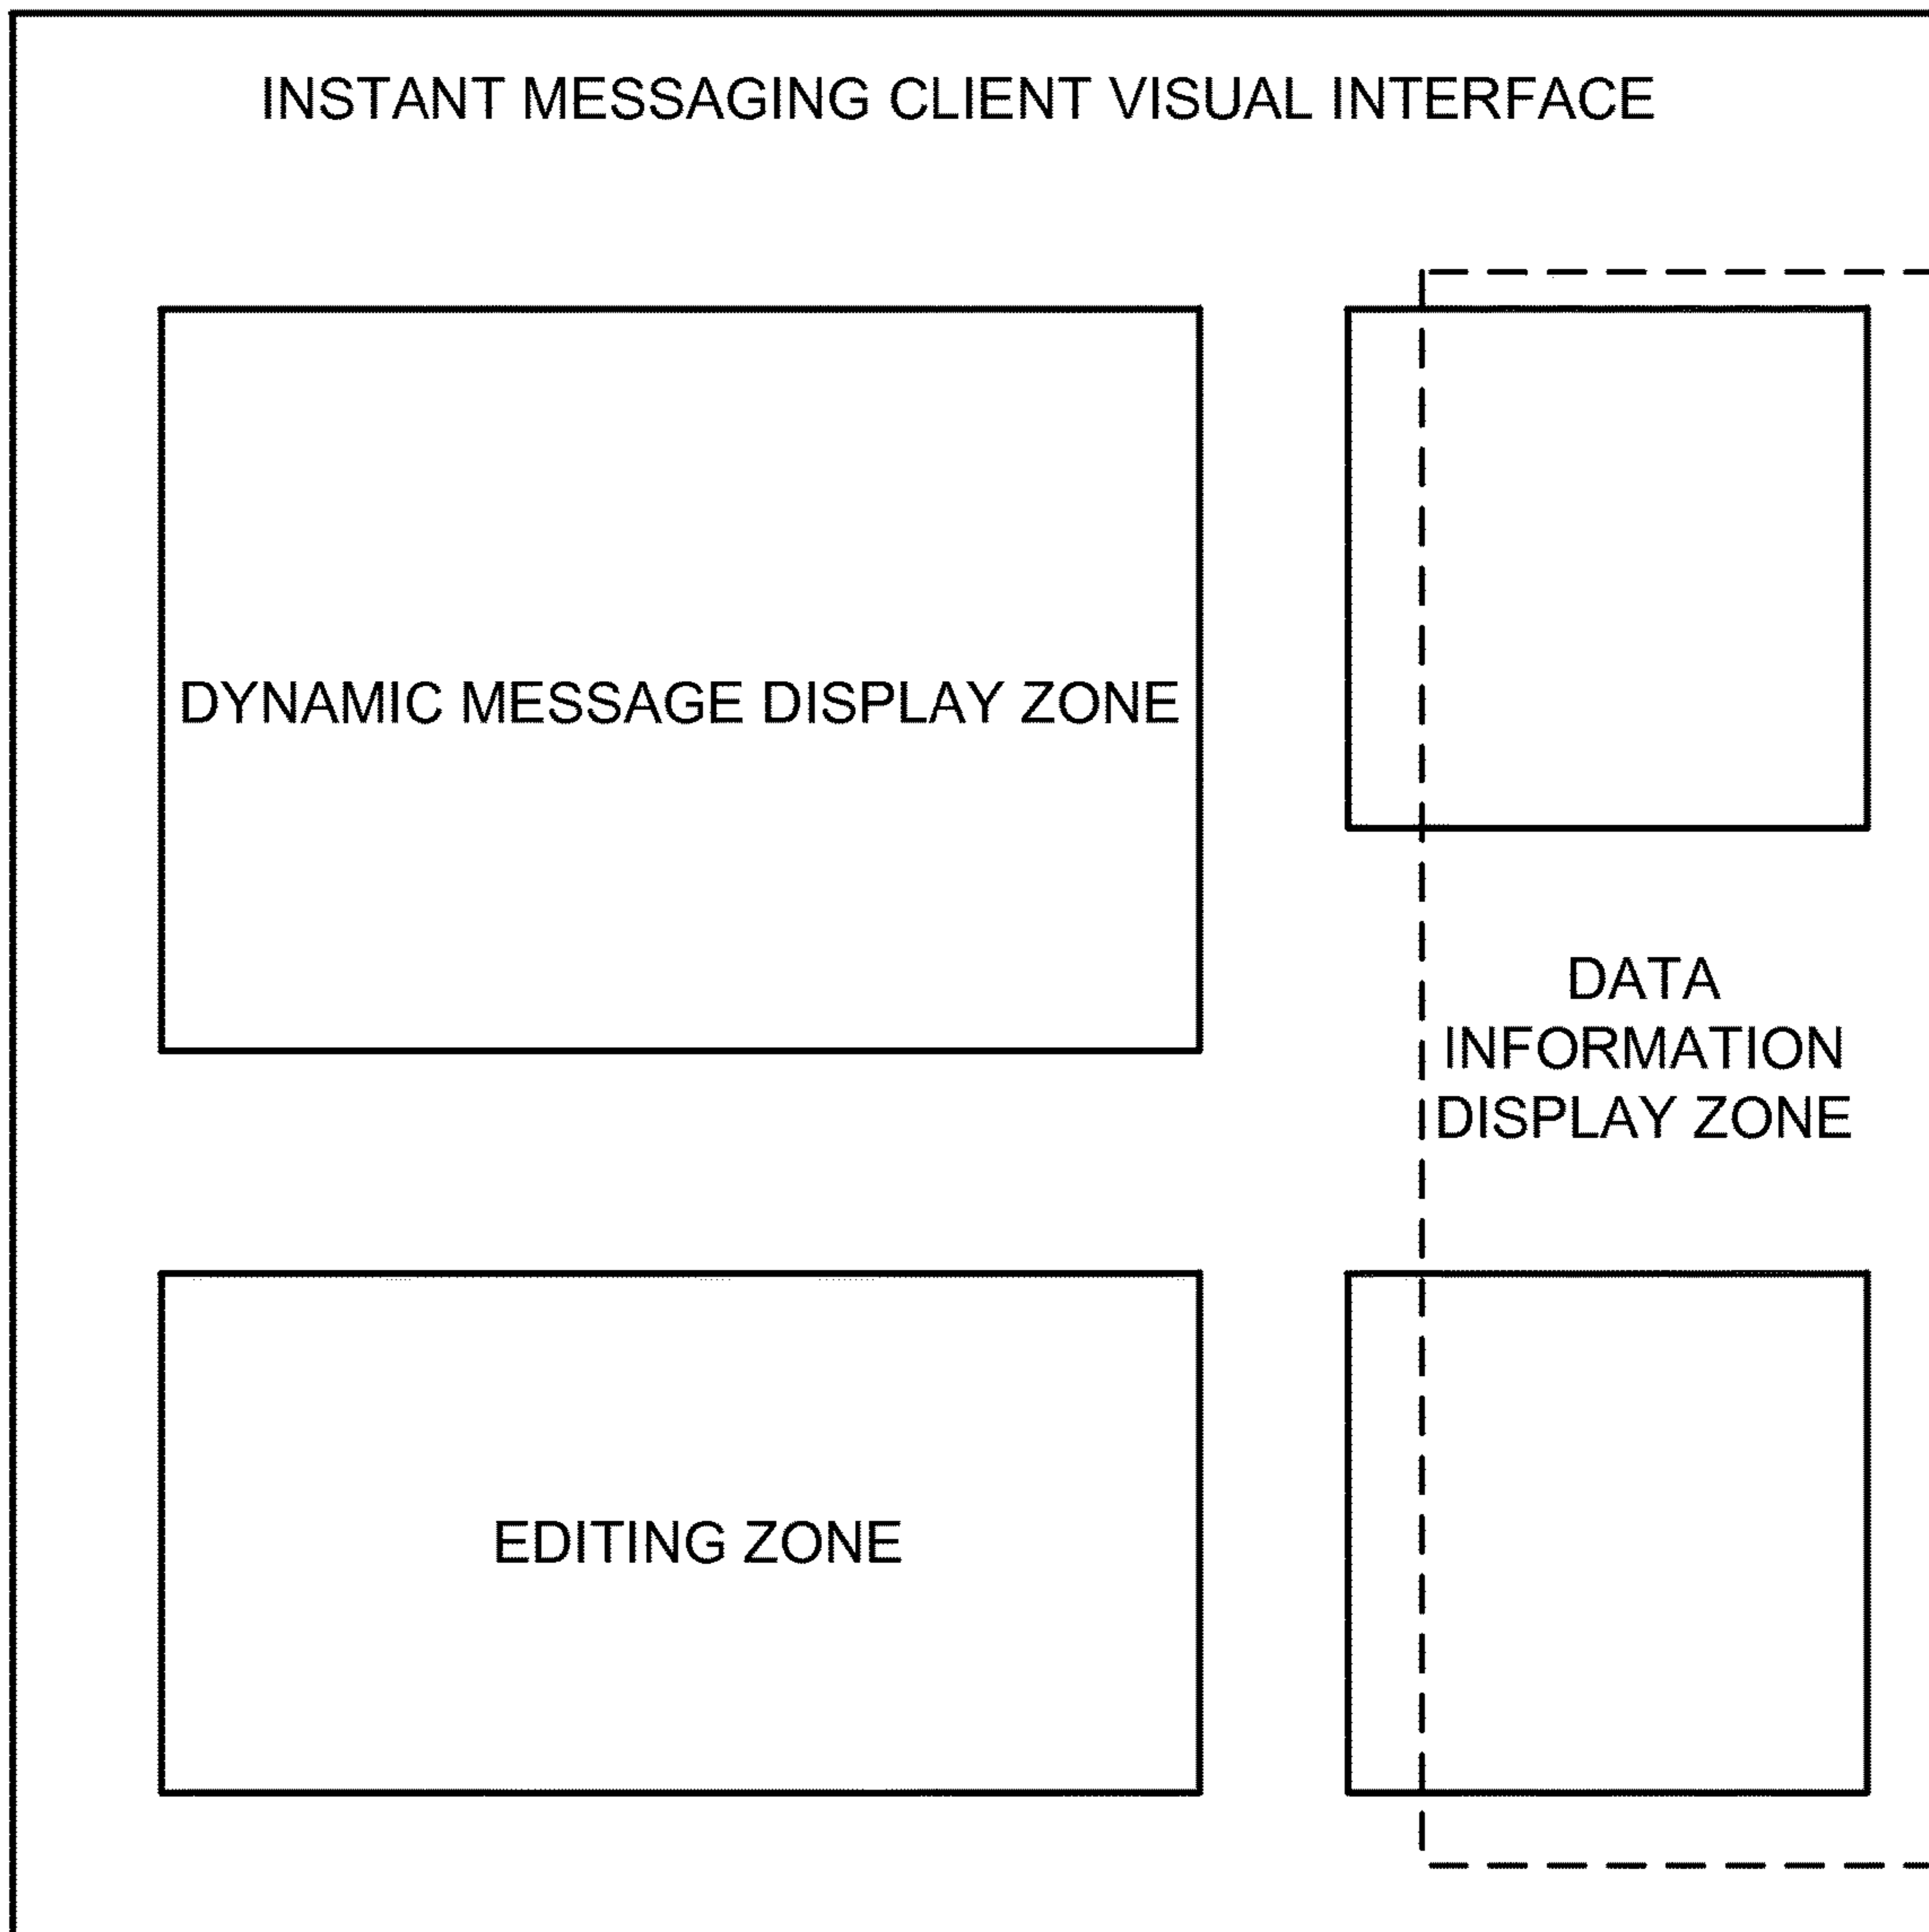 INSTANT MESSAGING CLIENT VISUAL INTERFACE
DYNAMIC MESSAGE DISPLAY ZONE
DATA
INFORMATION
DISPLAY ZONE
EDITING ZONE